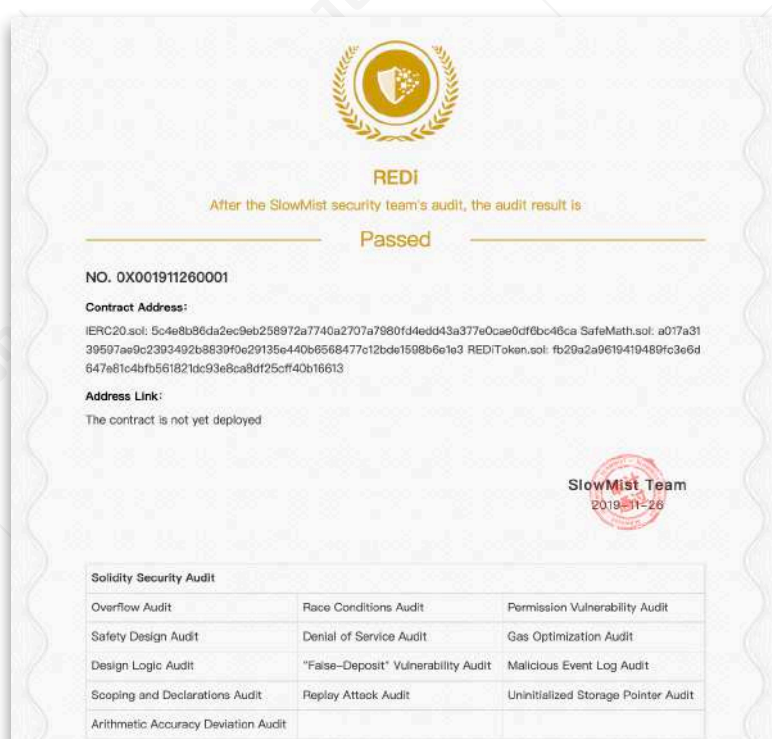 REDi
After the SlowMist security team's audit, the audit result is
Passed
NO. 0X001911260001
Contract Address:
IERC20.sol: 5c4e8b86da2ec9eb258972a7740a2707a7980fd4edd43a377e0cae0df6bc46ca SafeMath.sol: a017a31
39597ae9c2393492b8839f0e29135e440b6568477c12bde1598b6e1e3 REDiToken.sol: fb29a2a9619419489fc3e6d
647e81c4bfb561821dc93e8ca8df25cff40b16613
Address Link:
The contract is not yet deployed
SlowMist Team
2019-11-26
Solidity Security Audit
Overflow Audit Race Conditions Audit Permission Vulnerability Audit
Safety Design Audit Denial of Service Audit Gas Optimization Audit
Design Logic Audit "False-Deposit" Vulnerability Audit Malicious Event Log Audit
Scoping and Declarations Audit Replay Attack Audit Uninitialized Storage Pointer Audit
Arithmetic Accuracy Deviation Audit